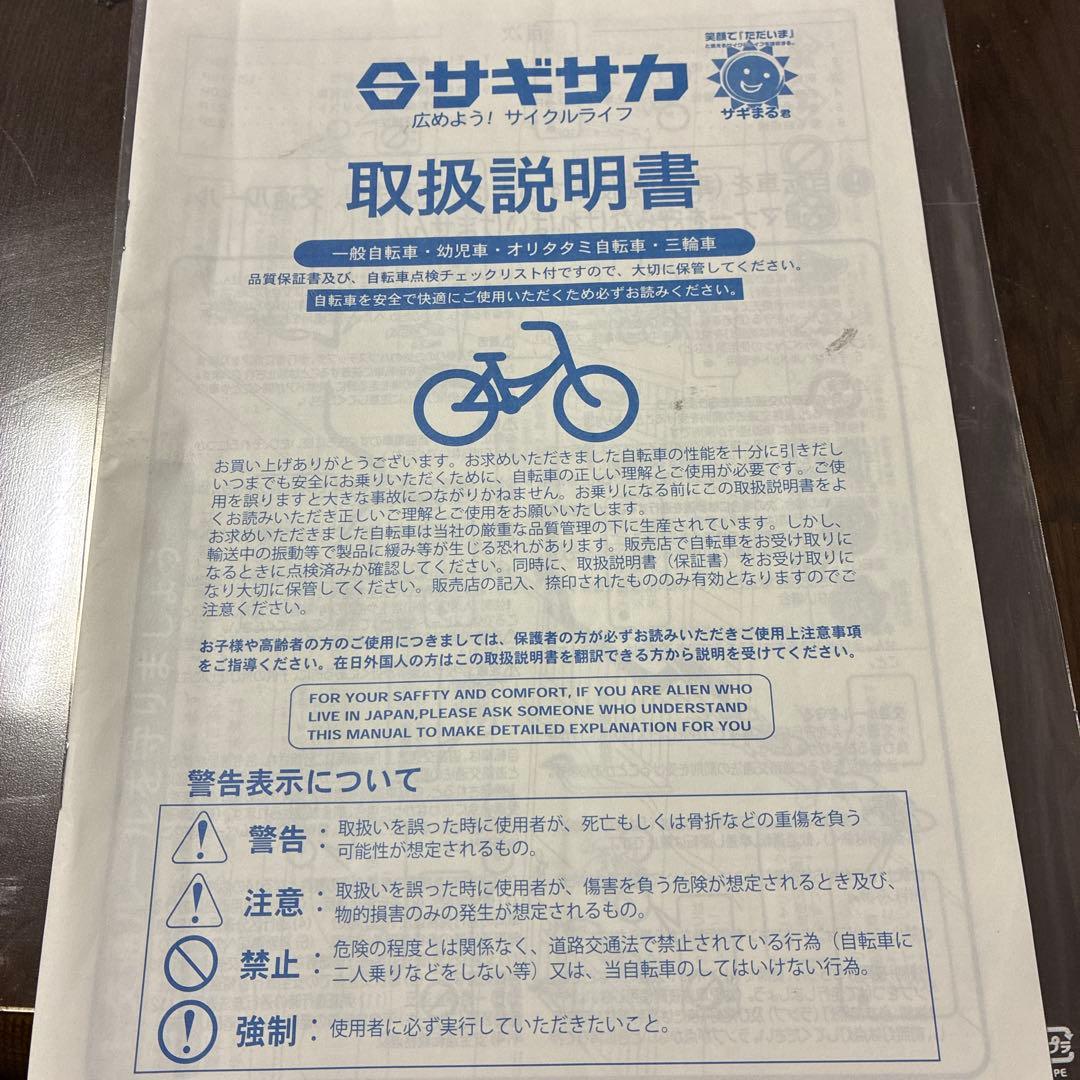 サギサカ
広めよう! サイクルライフ
笑顔で「ただいま」
サギまる君
取扱説明書
一般自転車・幼児車・オリタタミ自転車・三輪車
品質保証書及び、自転車点検チェックリスト付ですので、大切に保管してください。
自転車を安全で快適にご使用いただくため必ずお読みください。
お買い上げありがとうございます。お求めいただきました自転車の性能を十分に引きだし
いつまでも安全にお乗りいただくために、自転車の正しい理解とご使用が必要です。ご使
用を誤りますと大きな事故につながりかねません。お乗りになる前にこの取扱説明書をよ
くお読みいただき正しいご理解とご使用をお願いいたします。
お求めいただきました自転車は当社の厳重な品質管理の下に生産されています。しかし、
輸送中の振動等で製品に緩み等が生じる恐れがあります。販売店で自転車をお受け取りに
なるときに点検済みか確認してください。同時に、取扱説明書（保証書）をお受け取りに
なり大切に保管してください。販売店の記入、捺印されたもののみ有効となりますのでご
注意ください。
お子様や高齢者の方のご使用につきましては、保護者の方が必ずお読みいただきご使用上注意事項
をご指導ください。在日外国人の方はこの取扱説明書を翻訳できる方から説明を受けてください。
FOR YOUR SAFFTY AND COMFORT, IF YOU ARE ALIEN WHO
LIVE IN JAPAN,PLEASE ASK SOMEONE WHO UNDERSTAND
THIS MANUAL TO MAKE DETAILED EXPLANATION FOR YOU
警告表示について
警告：取扱いを誤った時に使用者が、死亡もしくは骨折などの重傷を負う
可能性が想定されるもの。
注意：取扱いを誤った時に使用者が、傷害を負う危険が想定されるとき及び、
物的損害のみの発生が想定されるもの。
禁止：危険の程度とは関係なく、道路交通法で禁止されている行為（自転車に
二人乗りなどをしない等）又は、当自転車のしてはいけない行為。
強制：使用者に必ず実行していただきたいこと。
プラ
PE